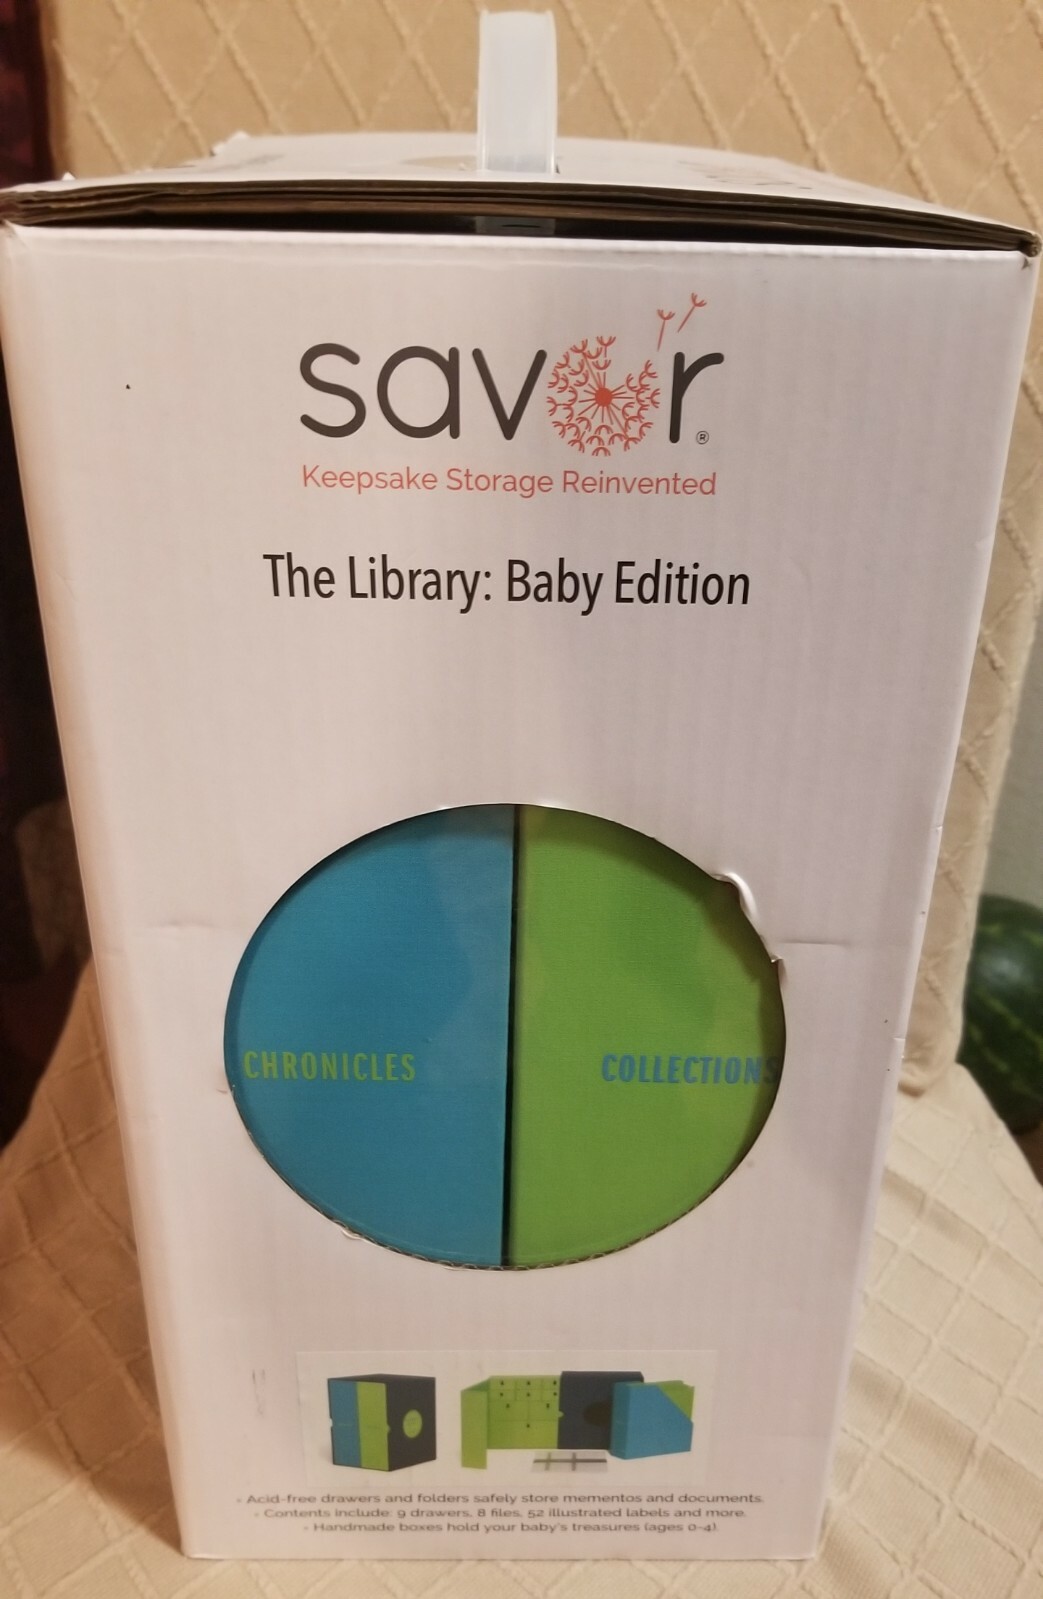 savor®
Keepsake Storage Reinvented
The Library: Baby Edition
CHRONICLES
COLLECTIONS
- Acid-free drawers and folders safely store mementos and documents.
- Contents include: 9 drawers, 8 files, 52 illustrated labels and more.
- Handmade boxes hold your baby's treasures (ages 0-4).